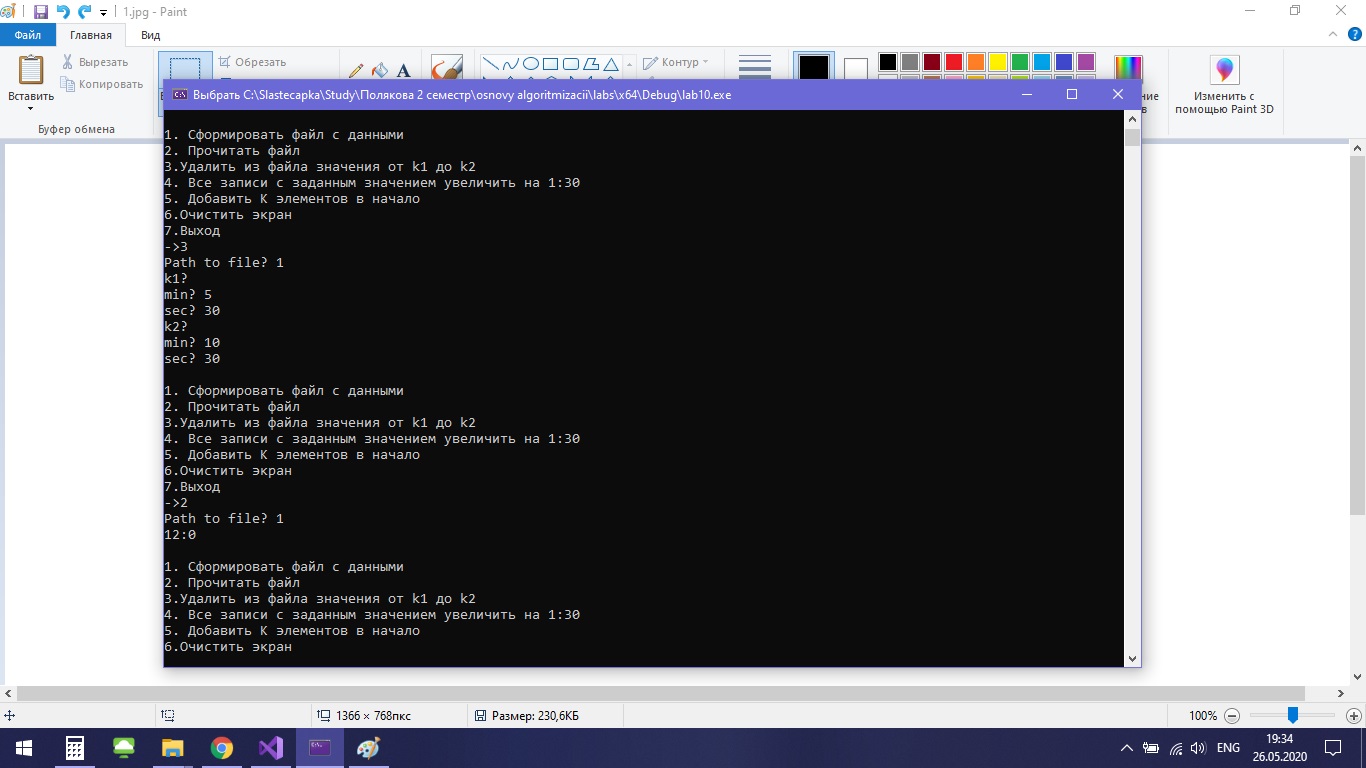 1.jpg - Paint
Файл Главная Вид
Вставить
Вырезать
Копировать
Буфер обмена
Обрезать
Контур
Изменить с
помощью Paint 3D
Выбрать C:\Slastecapka\Study\Полякова 2 семестр\osnovy algoritmizacii\labs\x64\Debug\lab10.exe
1. Сформировать файл с данными
2. Прочитать файл
3.Удалить из файла значения от k1 до k2
4. Все записи с заданным значением увеличить на 1:30
5. Добавить К элементов в начало
6.Очистить экран
7.Выход
->3
Path to file? 1
k1?
min? 5
sec? 30
k2?
min? 10
sec? 30
1. Сформировать файл с данными
2. Прочитать файл
3.Удалить из файла значения от k1 до k2
4. Все записи с заданным значением увеличить на 1:30
5. Добавить К элементов в начало
6.Очистить экран
7.Выход
->2
Path to file? 1
12:0
1. Сформировать файл с данными
2. Прочитать файл
3.Удалить из файла значения от k1 до k2
4. Все записи с заданным значением увеличить на 1:30
5. Добавить К элементов в начало
6.Очистить экран
1366 × 768пкс
Размер: 230,6КБ
100%
ENG
19:34
26.05.2020